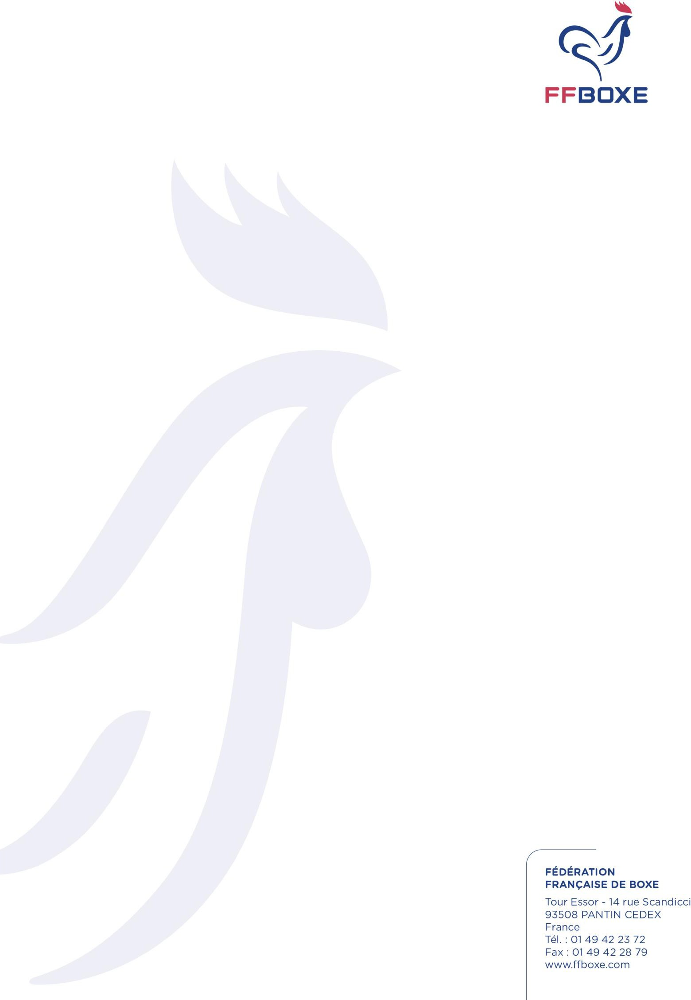 FFBOXE
FÉDÉRATION
FRANÇAISE DE BOXE
Tour Essor - 14 rue Scandicci
93508 PANTIN CEDEX
France
Tél. : 01 49 42 23 72
Fax : 01 49 42 28 79
www.ffboxe.com